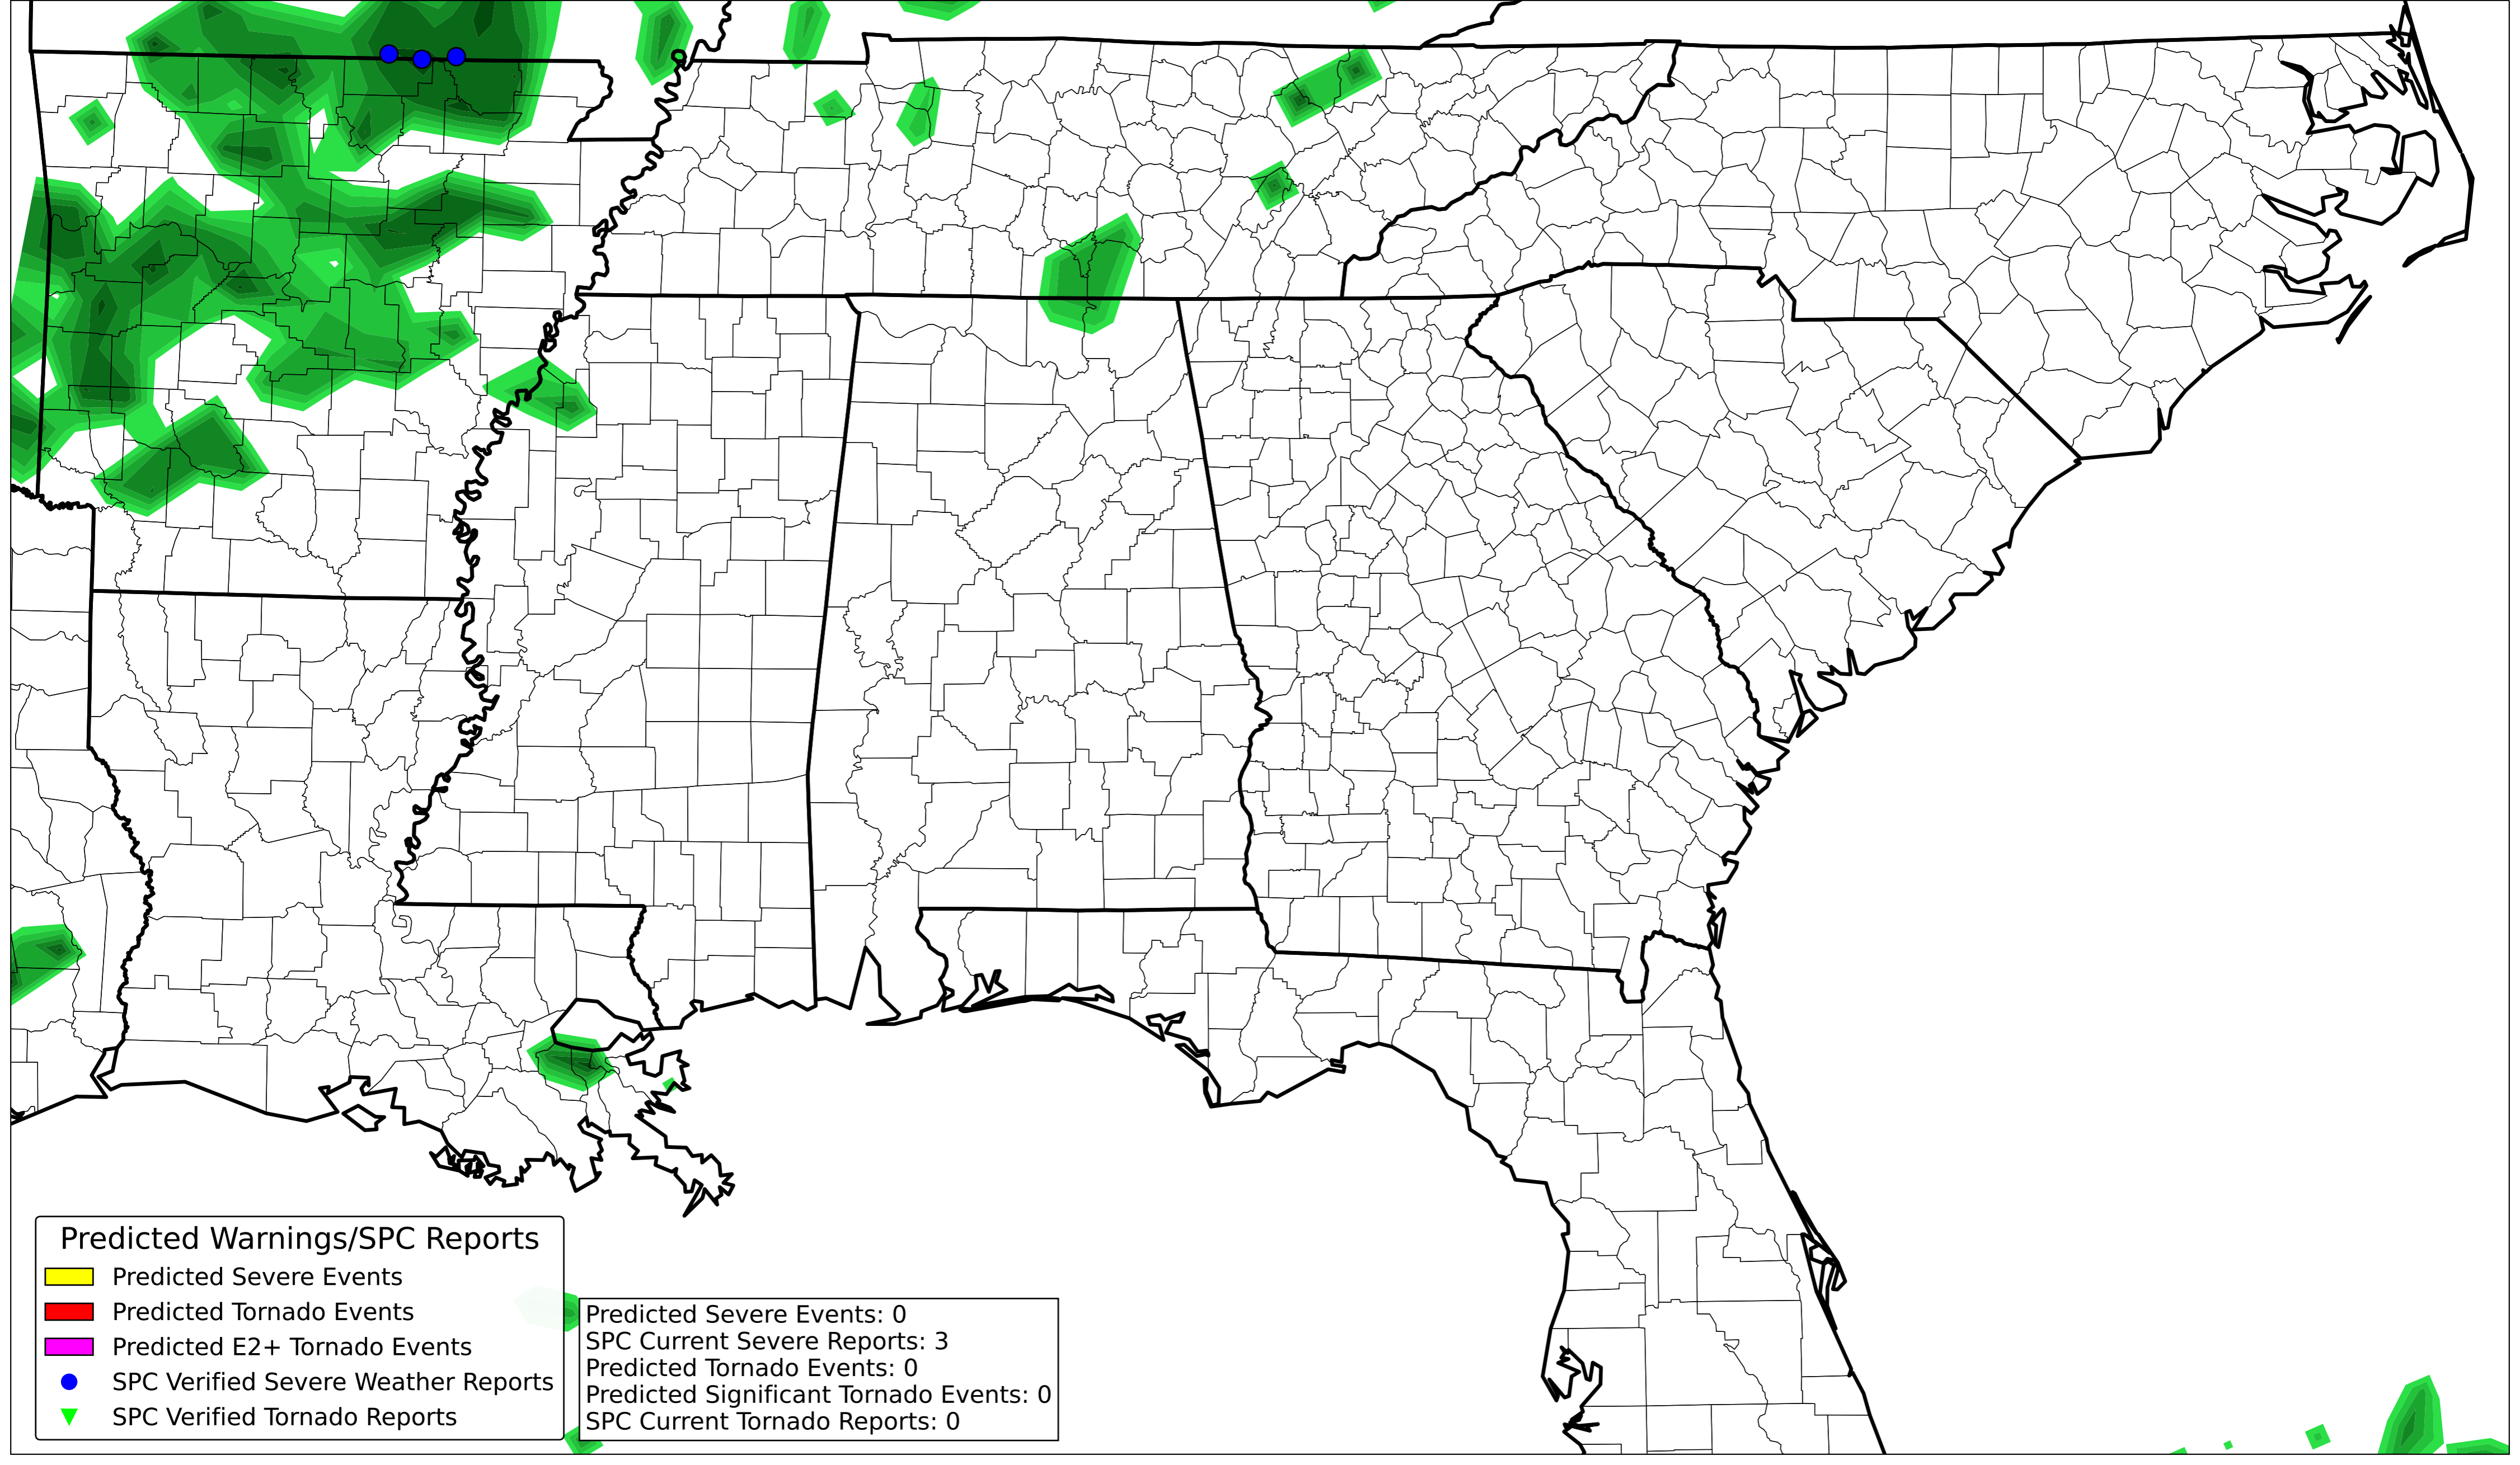 Predicted Warnings/SPC Reports
Predicted Severe Events
Predicted Tornado Events
Predicted E2+ Tornado Events
SPC Verified Severe Weather Reports
SPC Verified Tornado Reports
Predicted Severe Events: 0
SPC Current Severe Reports: 3
Predicted Tornado Events: 0
Predicted Significant Tornado Events: 0
SPC Current Tornado Reports: 0